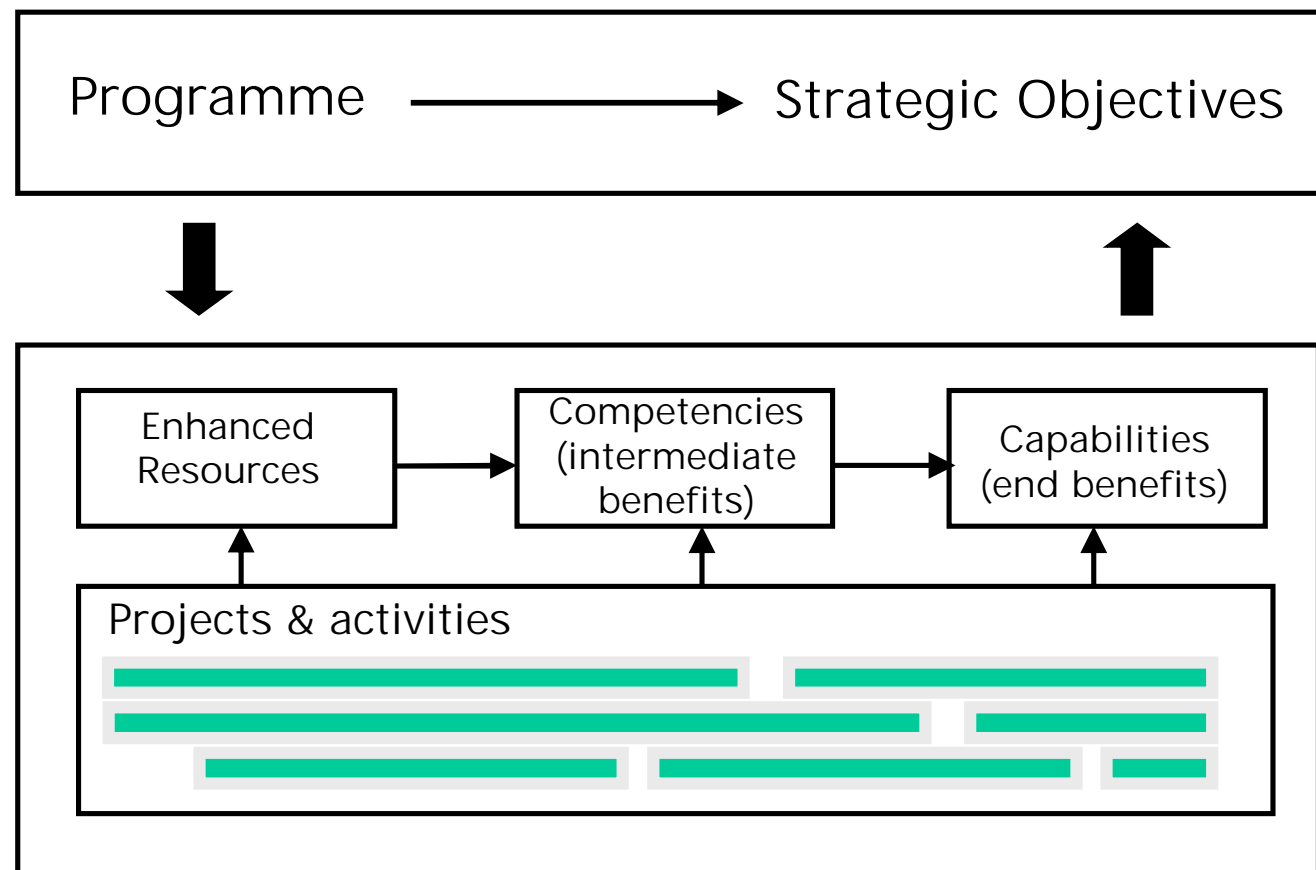 Programme
Strategic Objectives
Enhanced
Resources
Competencies
(intermediate
benefits)
Capabilities
(end benefits)
Projects & activities